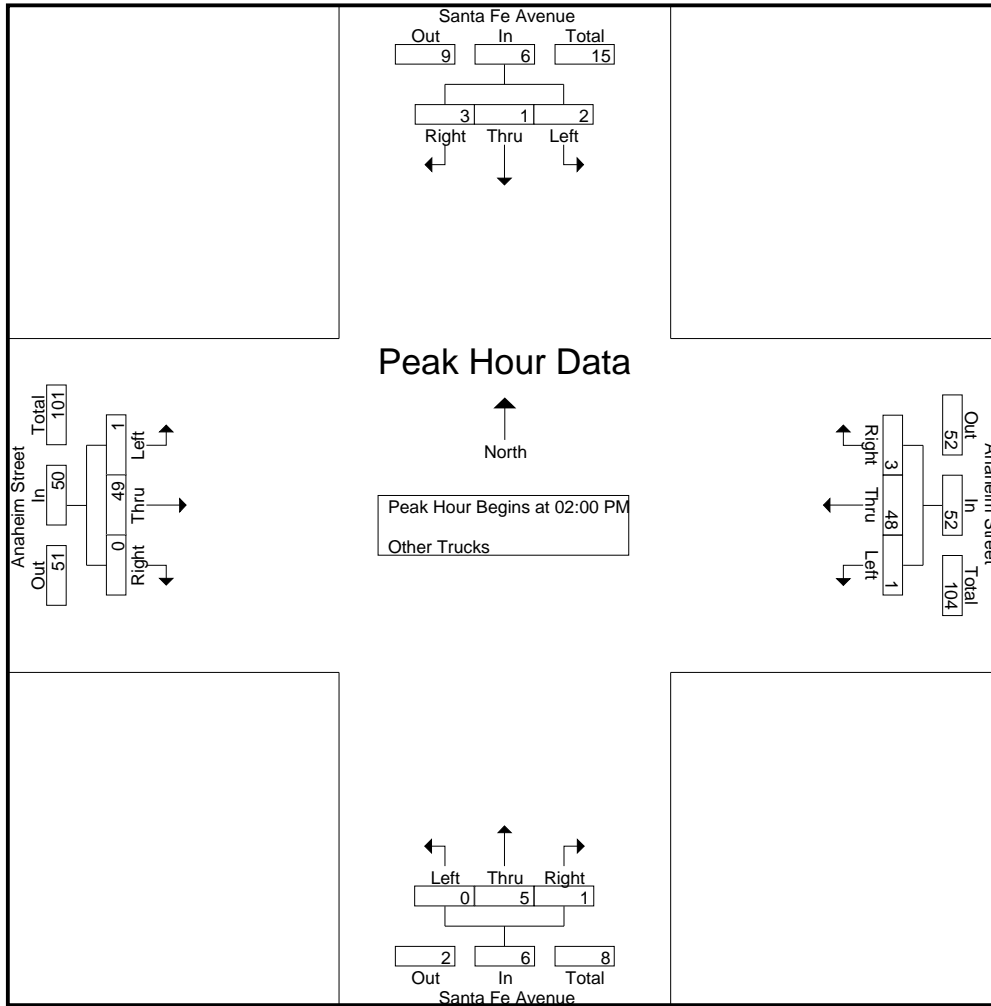 Santa Fe Avenue
Out In Total
9 6 15
3 1 2
Right Thru Left
Peak Hour Data
North
Peak Hour Begins at 02:00 PM
Other Trucks
Anaheim Street
Total In Out
101 50 51
1 49 0
Left Thru Right
Anaheim Street
Out In Total
52 52 104
3 48 1
Right Thru Left
Left Thru Right
0 5 1
2 6 8
Out In Total
Santa Fe Avenue